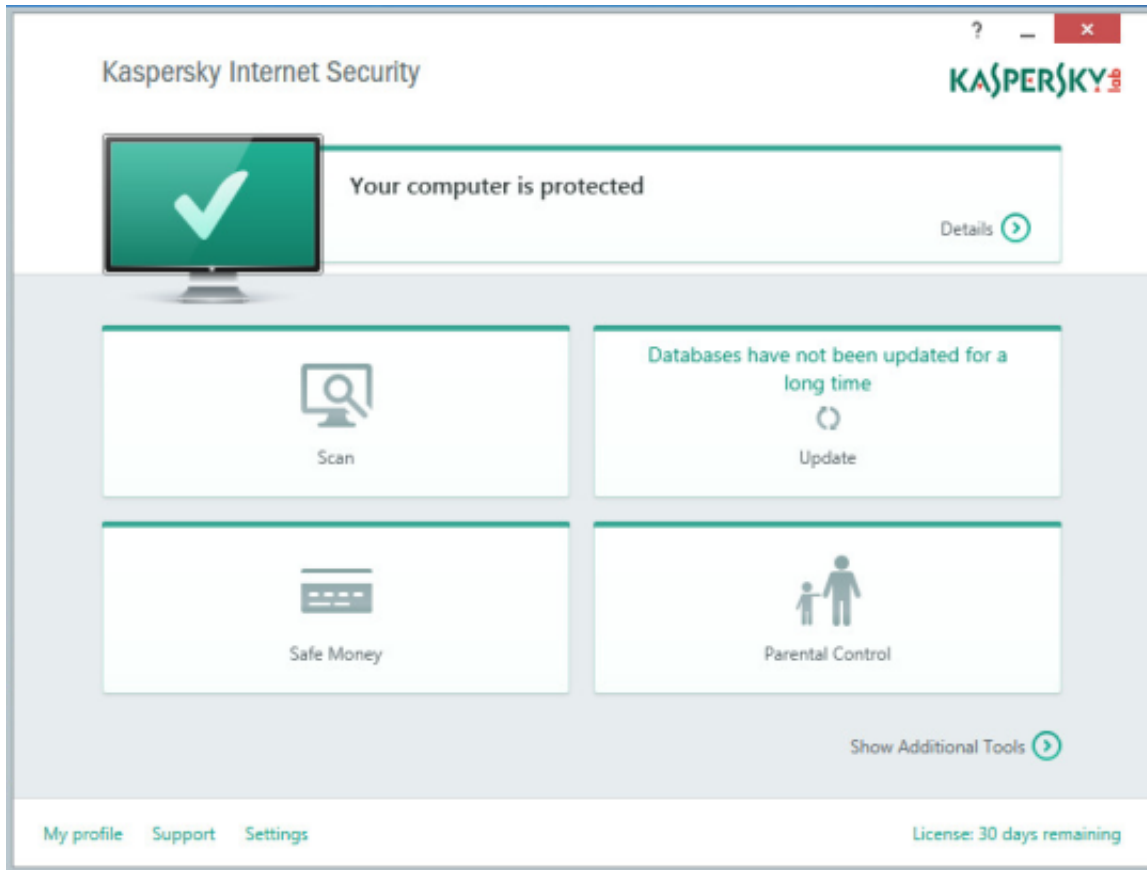 ?
Kaspersky Internet Security
KASPERSKY lab
Your computer is protected
Details
Scan
Databases have not been updated for a
long time
Update
Safe Money
Parental Control
Show Additional Tools
My profile Support Settings License: 30 days remaining